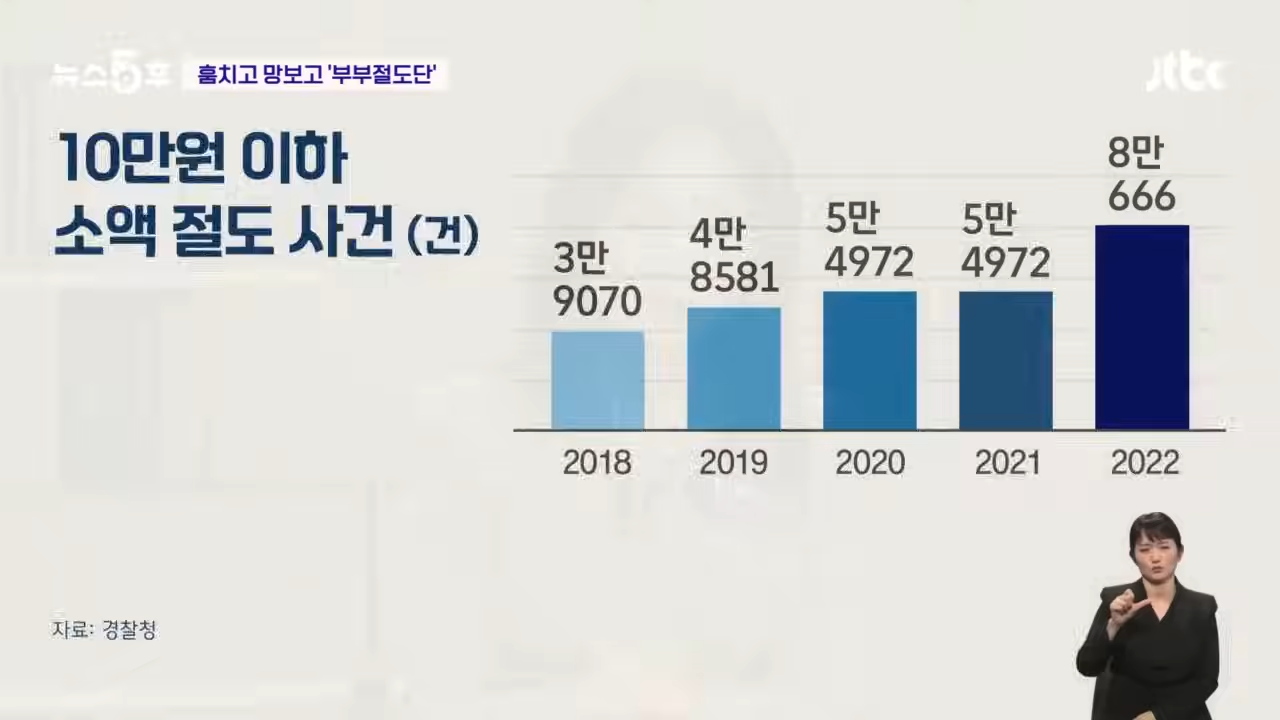 뉴스5후
훔치고 망보고 '부부절도단'
jtbc
10만원 이하
소액 절도 사건 (건)
3만
9070
4만
8581
5만
4972
5만
4972
8만
666
2018
2019
2020
2021
2022
자료: 경찰청